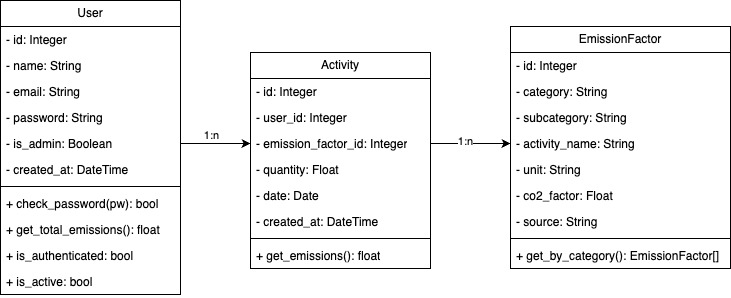 User
- id: Integer
- name: String
- email: String
- password: String
- is_admin: Boolean
- created_at: DateTime
+ check_password(pw): bool
+ get_total_emissions(): float
+ is_authenticated: bool
+ is_active: bool
1:n
Activity
- id: Integer
- user_id: Integer
- emission_factor_id: Integer
- quantity: Float
- date: Date
- created_at: DateTime
+ get_emissions(): float
1:n
EmissionFactor
- id: Integer
- category: String
- subcategory: String
- activity_name: String
- unit: String
- co2_factor: Float
- source: String
+ get_by_category(): EmissionFactor[]